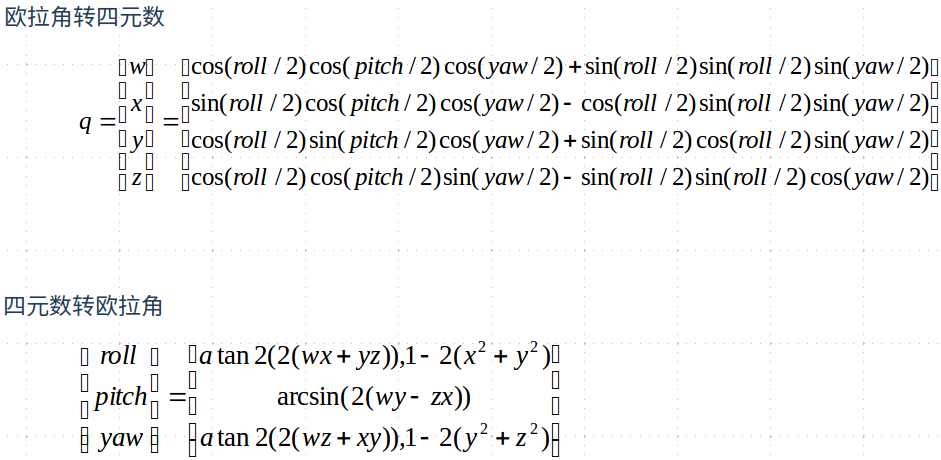 欧拉角转四元数
w cos(roll / 2)cos( pitch / 2) cos(yaw / 2) + sin(roll / 2)sin(roll / 2)sin(yaw / 2)
x sin(roll / 2)cos( pitch / 2) cos(yaw / 2) − cos(roll / 2)sin(roll / 2)sin(yaw / 2)
q = =
y cos(roll / 2)sin( pitch / 2)cos(yaw / 2) + sin(roll / 2)cos(roll / 2)sin(yaw / 2)
z cos(roll / 2)cos( pitch / 2)sin(yaw / 2) − sin(roll / 2)sin(roll / 2)cos(yaw / 2)
四元数转欧拉角
roll a tan 2(2(wx + yz)),1 − 2(x² + y²)
pitch = arcsin(2(wy − zx))
yaw a tan 2(2(wz + xy)),1 − 2(y² + z²)